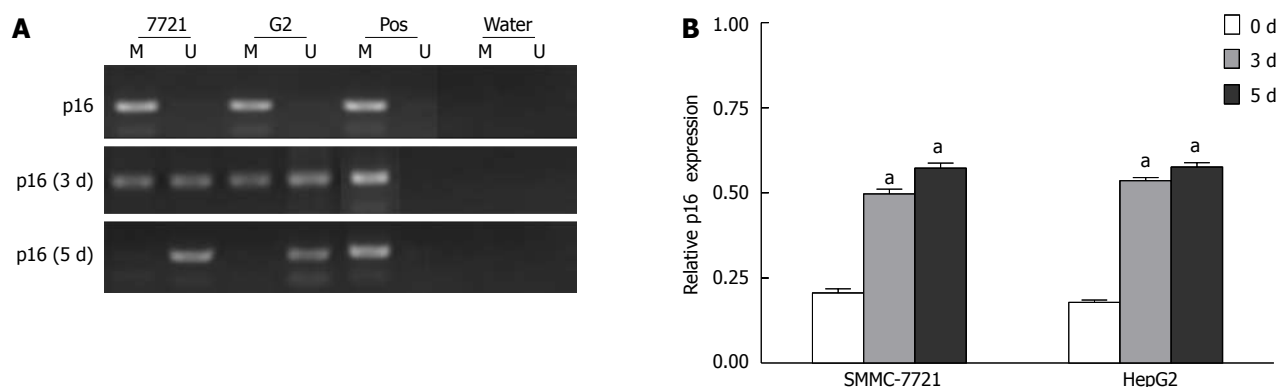 A
7721 G2 Pos Water
M U M U M U M U
p16
p16 (3 d)
p16 (5 d)
B
Relative p16 expression
1.00
0.75
0.50
0.25
0.00
a a
a a
SMMC-7721 HepG2
0 d
3 d
5 d